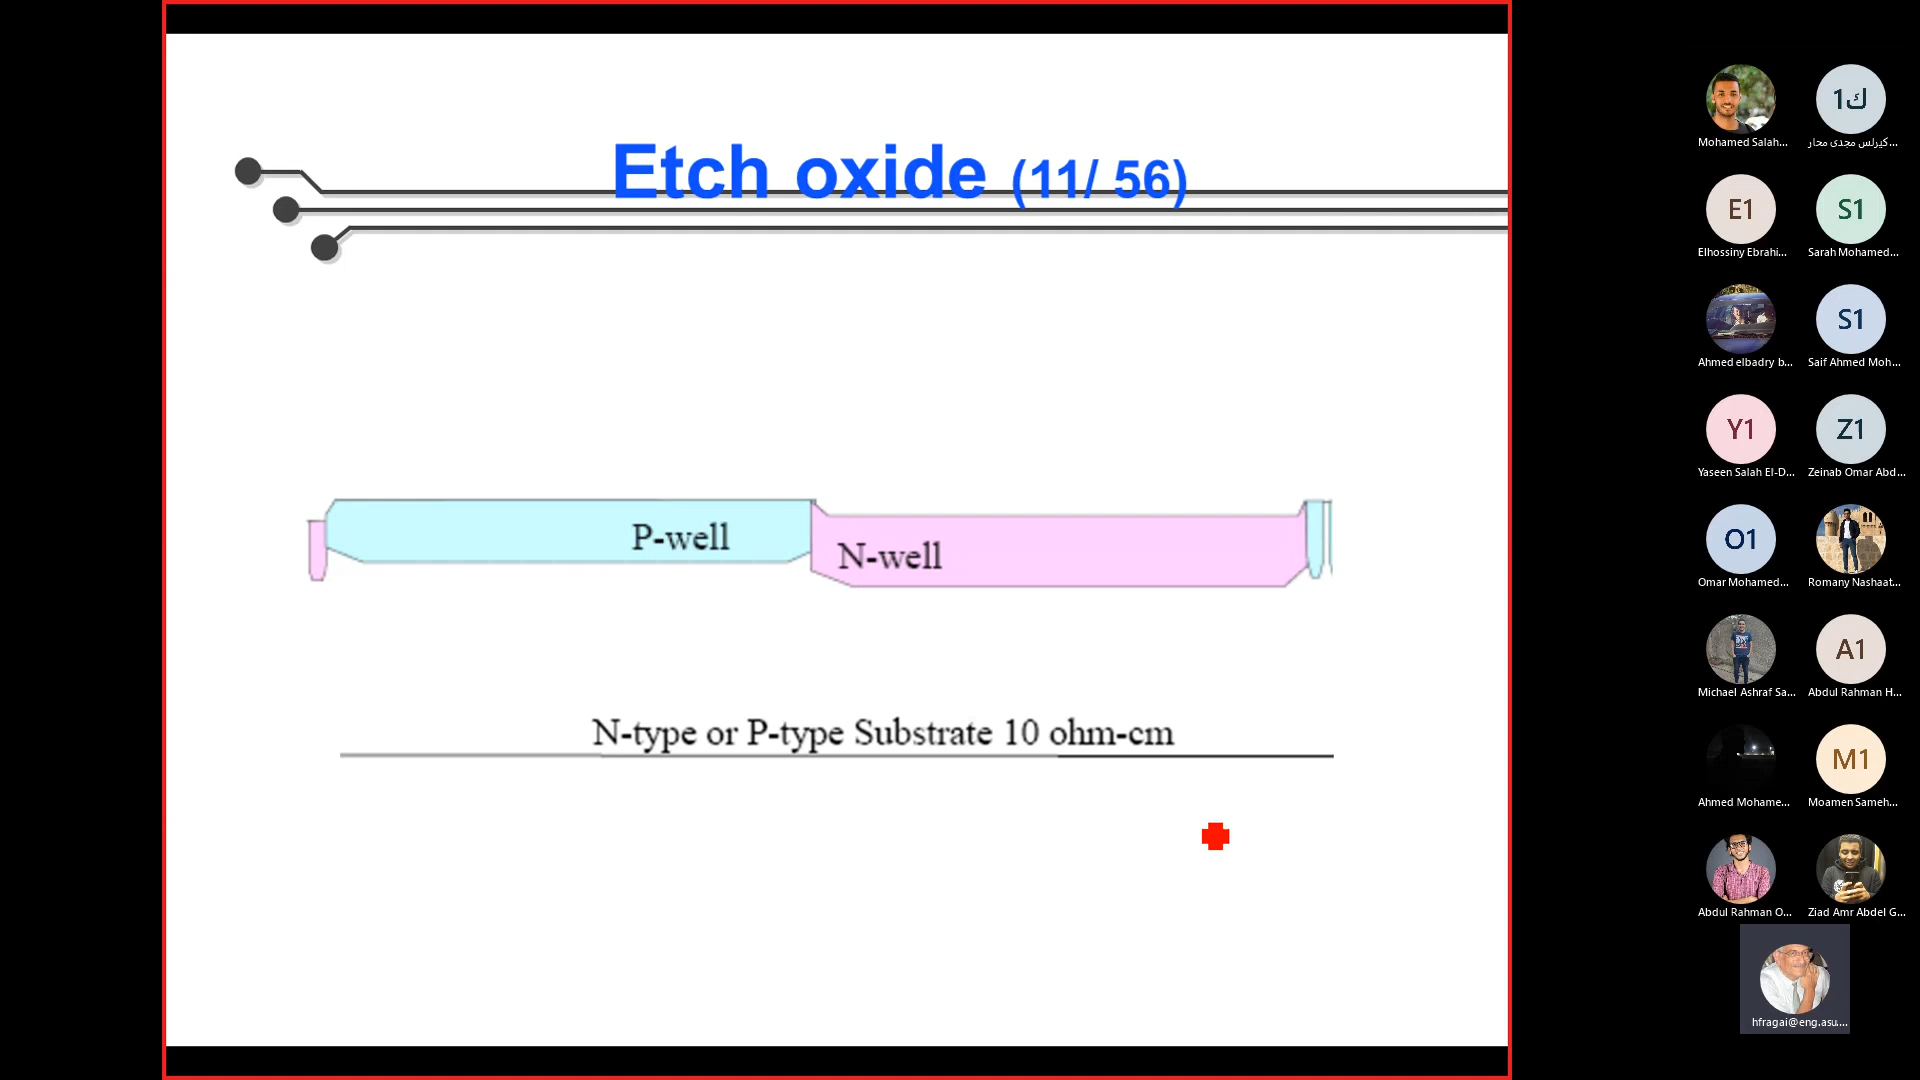 Etch oxide (11/ 56)
P-well
N-well
N-type or P-type Substrate 10 ohm-cm
Mohamed Salah...
1ك
كيرلس مجدى محار...
E1
Elhossiny Ebrahi...
S1
Sarah Mohamed...
Ahmed elbadry b...
S1
Saif Ahmed Moh...
Y1
Yaseen Salah El-D...
Z1
Zeinab Omar Abd...
O1
Omar Mohamed...
Romany Nashaat...
Michael Ashraf Sa...
A1
Abdul Rahman H...
Ahmed Mohame...
M1
Moamen Sameh...
Abdul Rahman O...
Ziad Amr Abdel G...
hfragai@eng.asu....